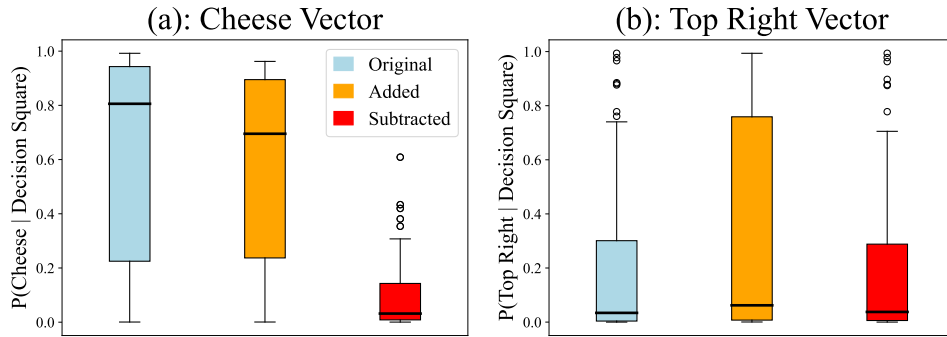 (a): Cheese Vector
P(Cheese | Decision Square)
1.0
0.8
0.6
0.4
0.2
0.0
Original
Added
Subtracted
(b): Top Right Vector
P(Top Right | Decision Square)
1.0
0.8
0.6
0.4
0.2
0.0